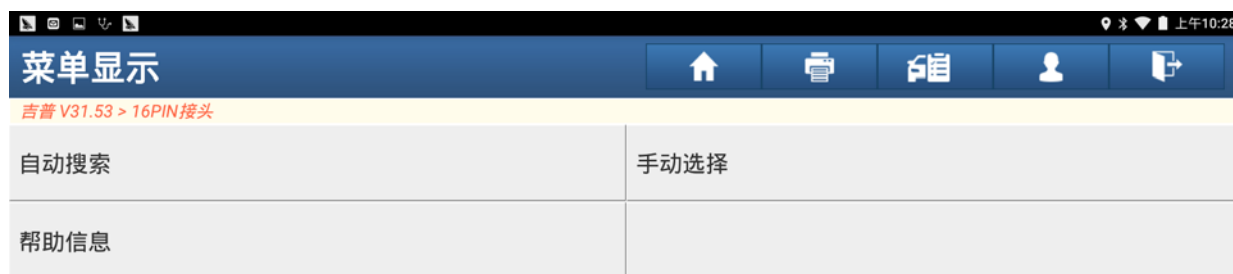 上午10:28
菜单显示
吉普 V31.53 > 16PIN接头
自动搜索
手动选择
帮助信息